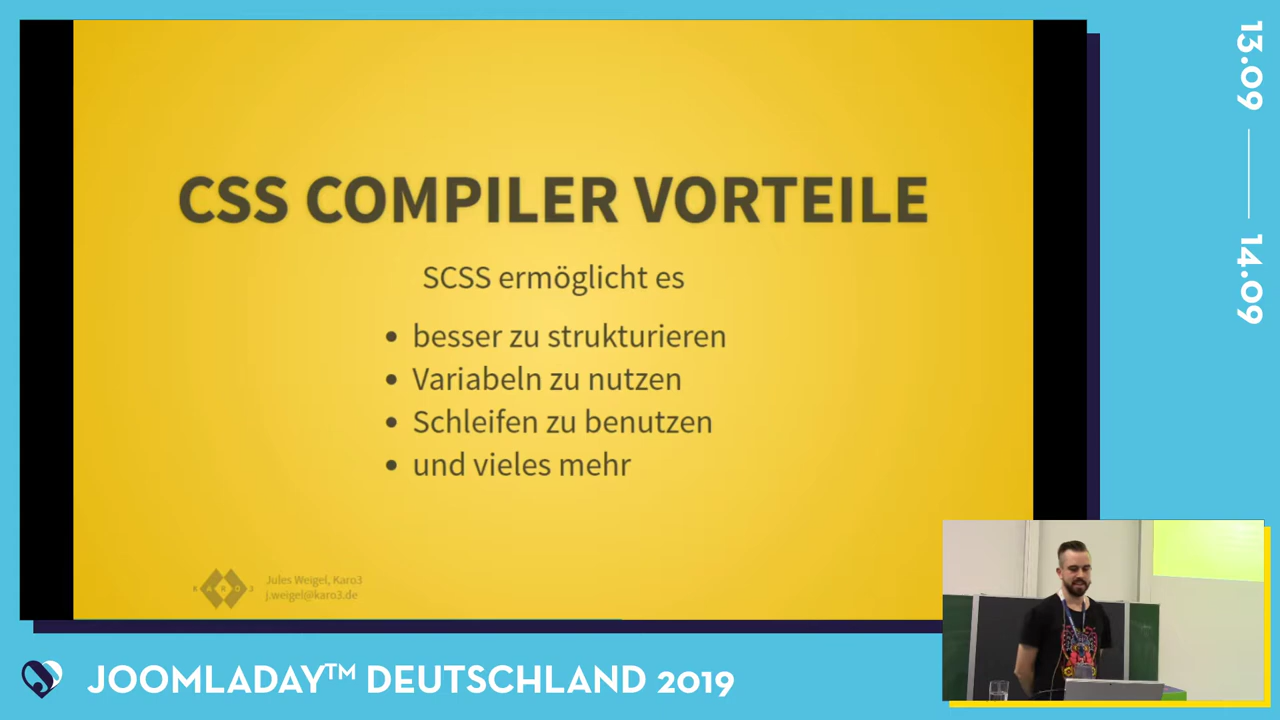 CSS COMPILER VORTEILE
SCSS ermöglicht es
• besser zu strukturieren
• Variabeln zu nutzen
• Schleifen zu benutzen
• und vieles mehr
KARO3
Jules Weigel, Karo3
j.weigel@karo3.de
13.09
14.09
JOOMLADAY™ DEUTSCHLAND 2019